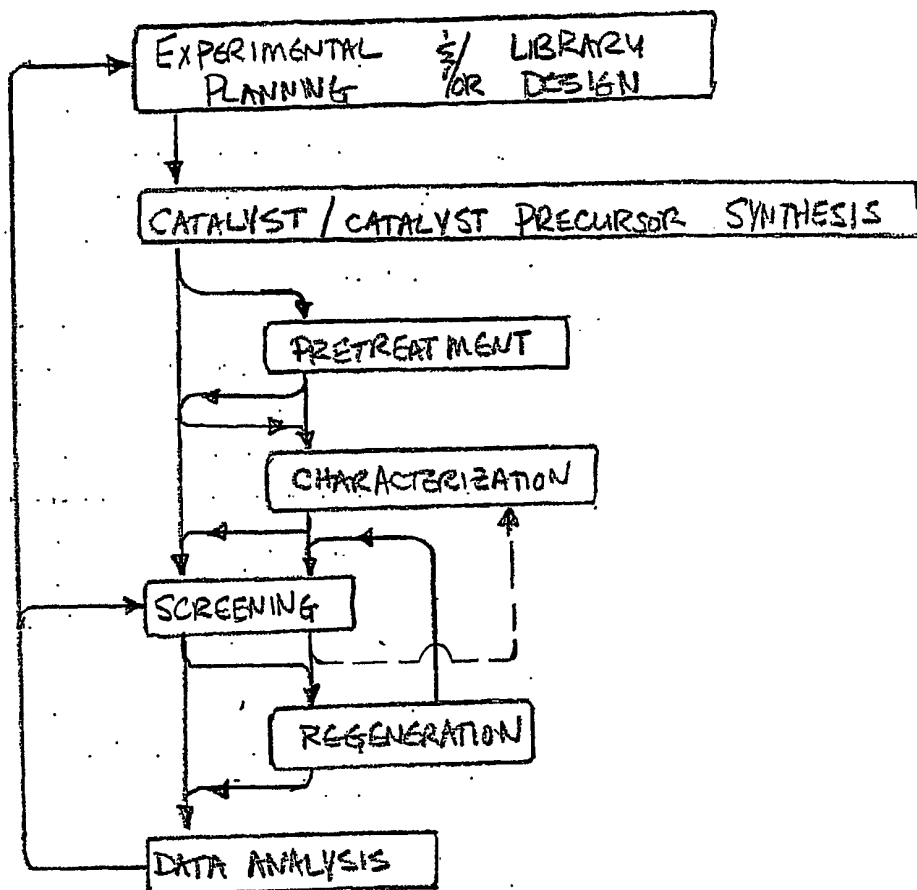 EXPERIMENTAL &/ LIBRARY
PLANNING OR DESIGN
CATALYST / CATALYST PRECURSOR SYNTHESIS
PRETREATMENT
CHARACTERIZATION
SCREENING
REGENERATION
DATA ANALYSIS